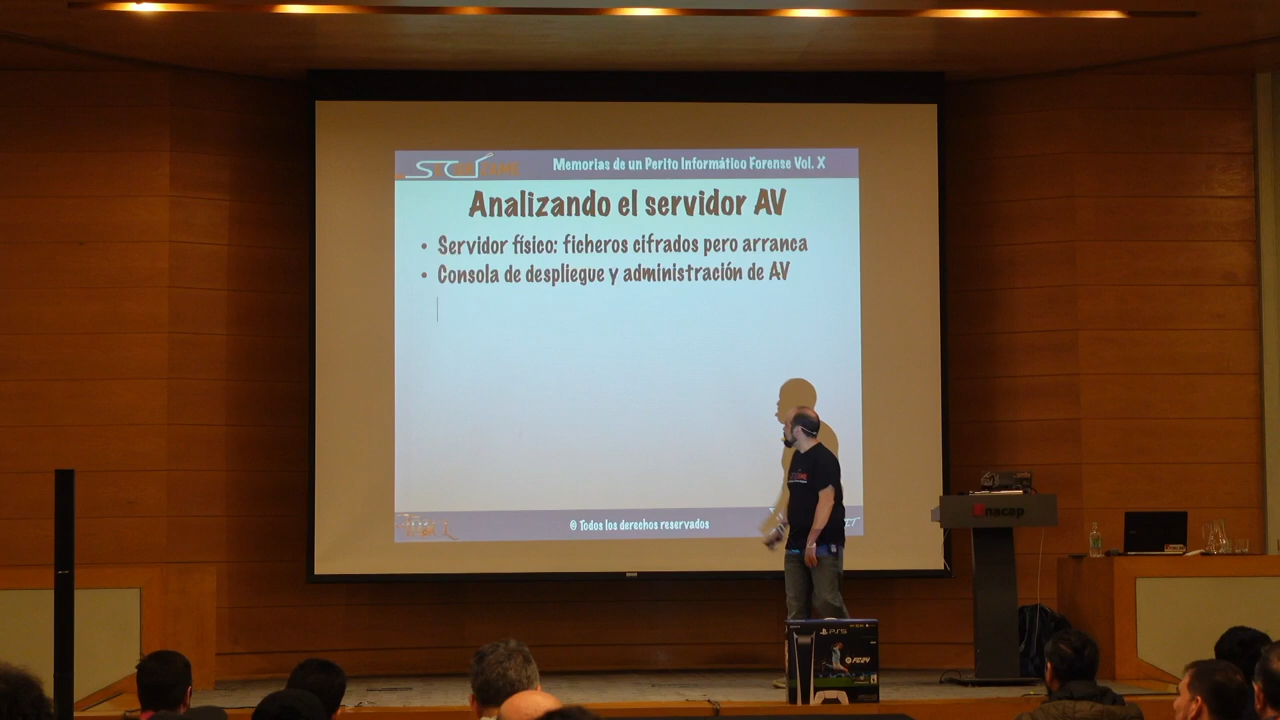 Memorias de un Perito Informático Forense Vol. X
Analizando el servidor AV
• Servidor físico: ficheros cifrados pero arranca
• Consola de despliegue y administración de AV
© Todos los derechos reservados
inacap
PS5
FC24